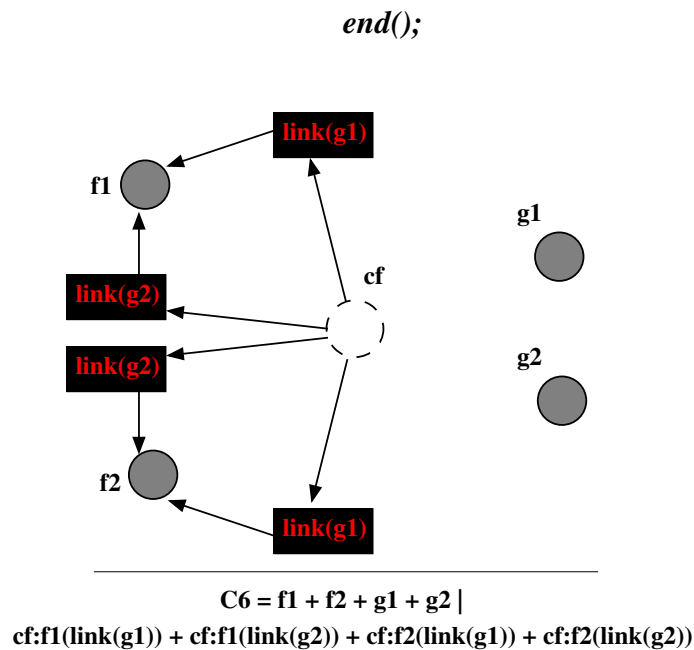 end();
link(g1)
f1
g1
cf
link(g2)
link(g2)
g2
f2
link(g1)
C6 = f1 + f2 + g1 + g2 |
cf:f1(link(g1)) + cf:f1(link(g2)) + cf:f2(link(g1)) + cf:f2(link(g2))